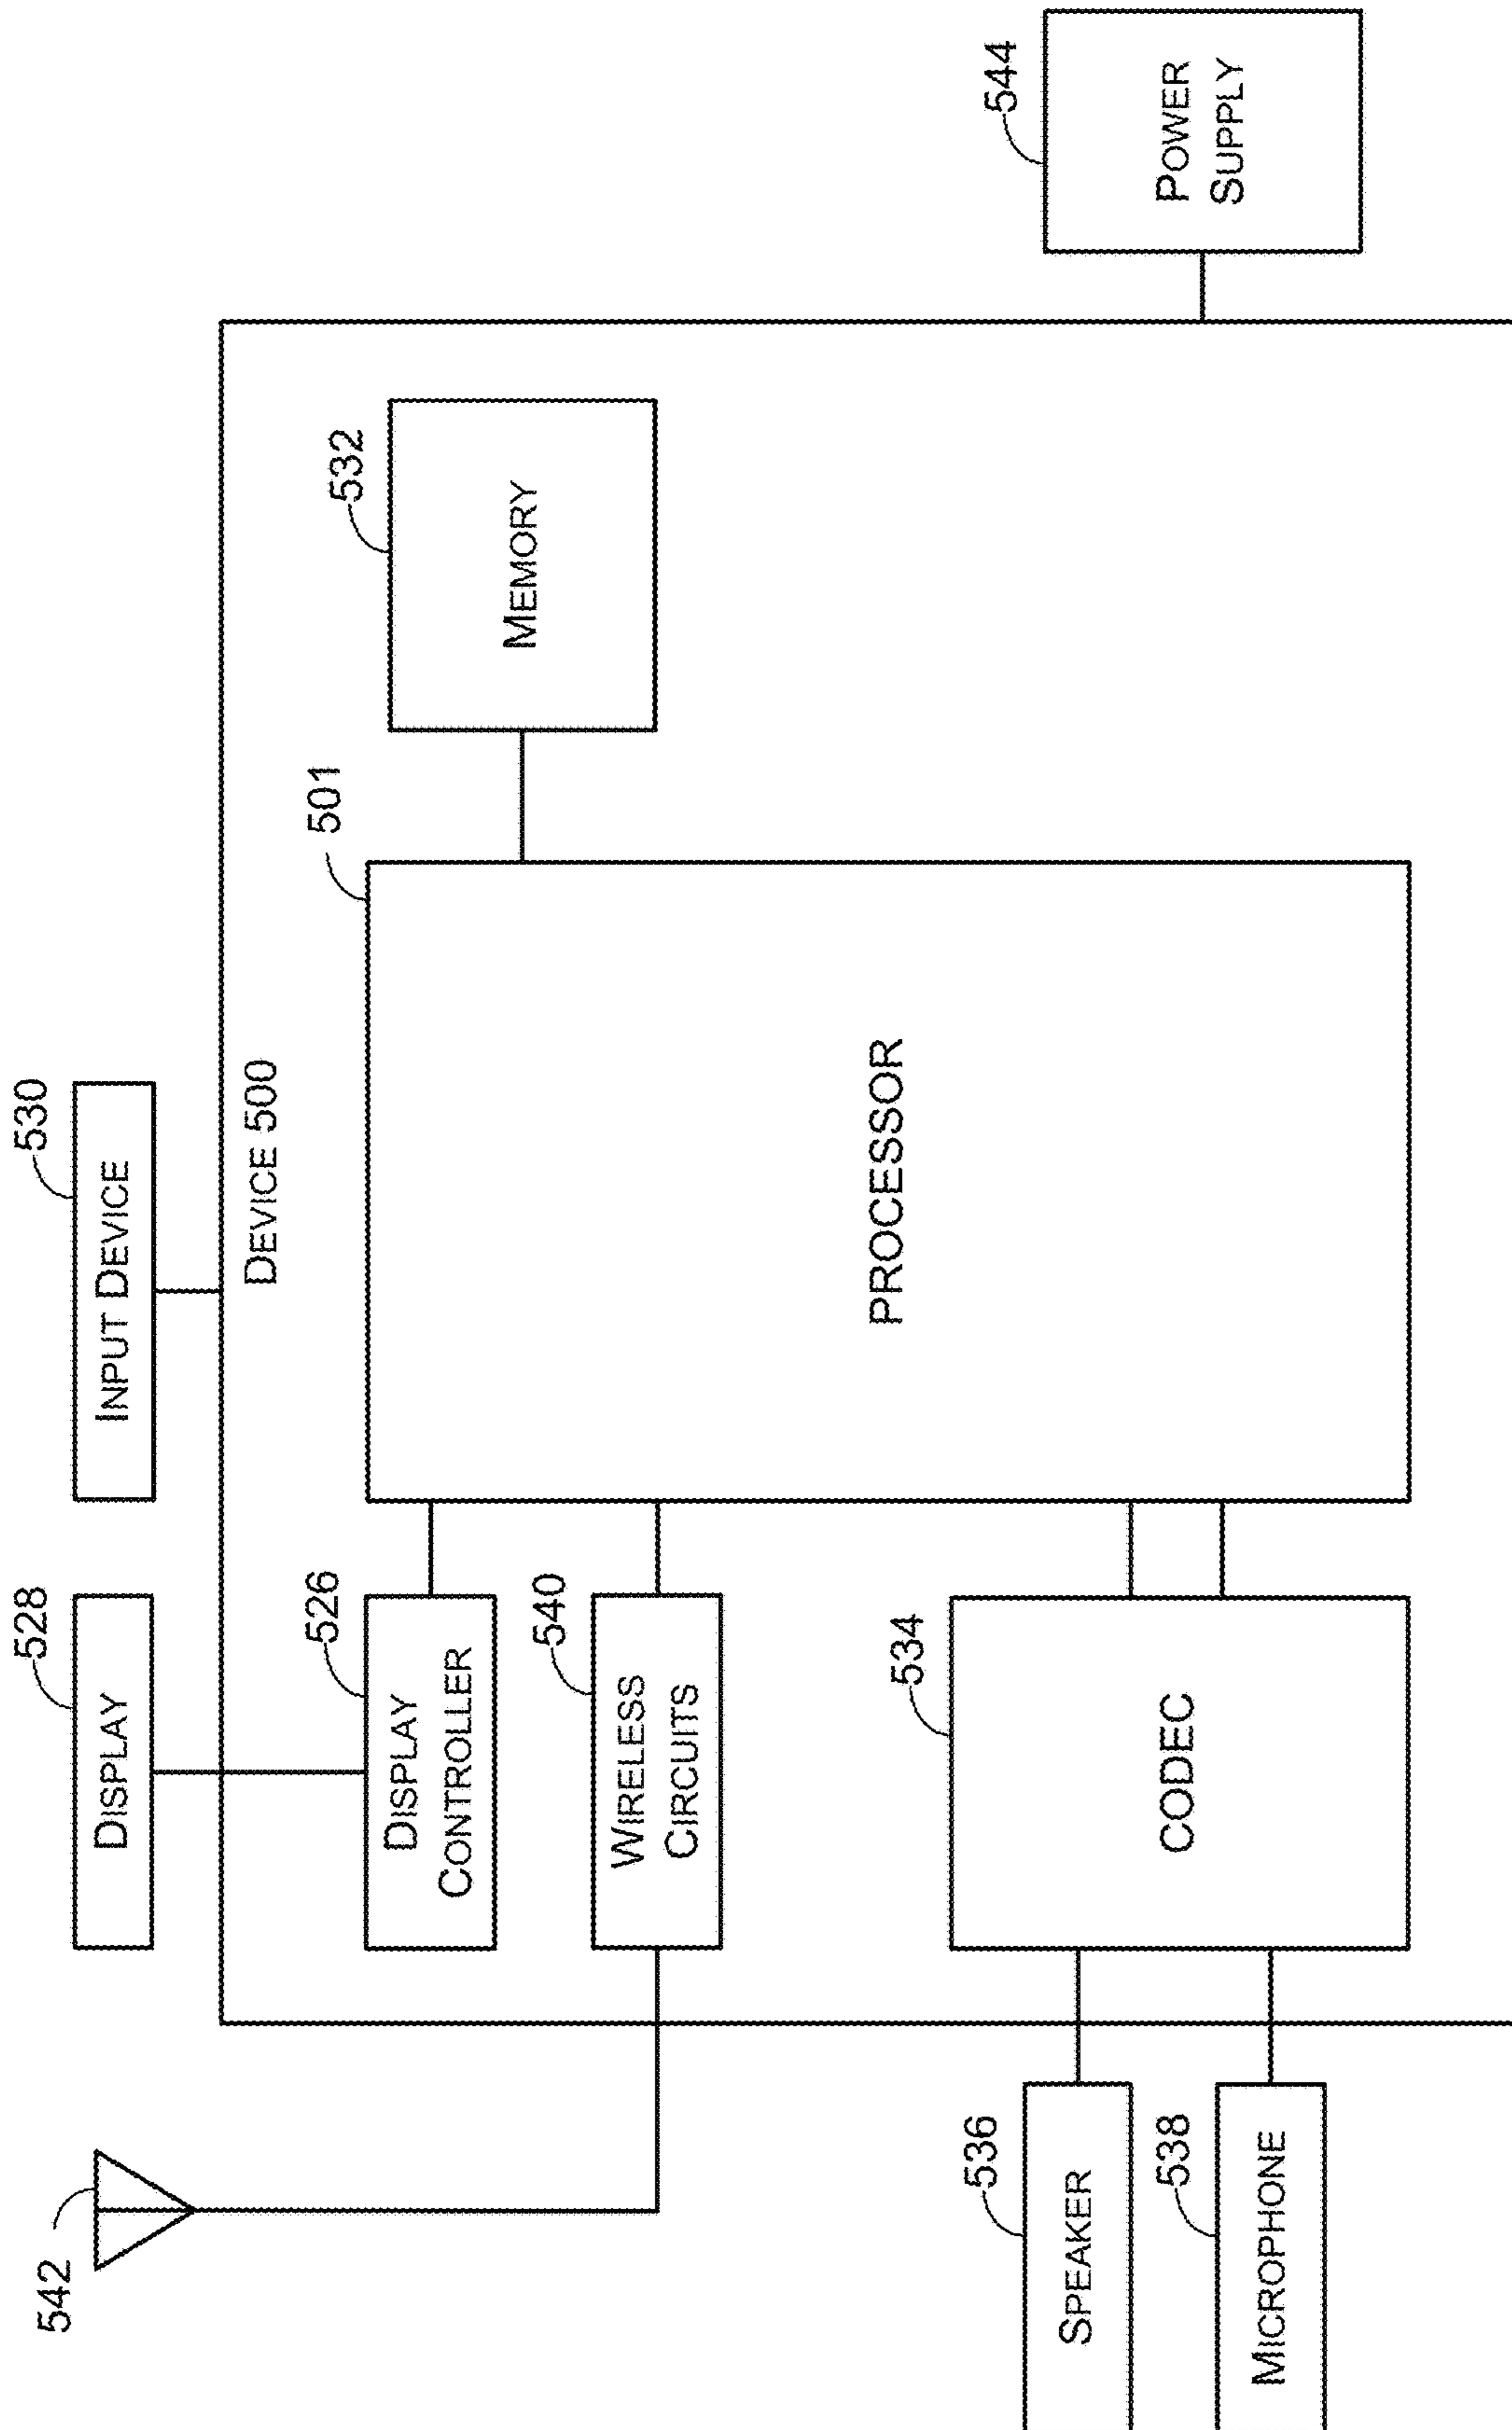 542
528
DISPLAY
530
INPUT DEVICE
DEVICE 500
526
DISPLAY
CONTROLLER
501
532
MEMORY
540
WIRELESS
CIRCUITS
PROCESSOR
536
SPEAKER
534
CODEC
544
POWER
SUPPLY
538
MICROPHONE